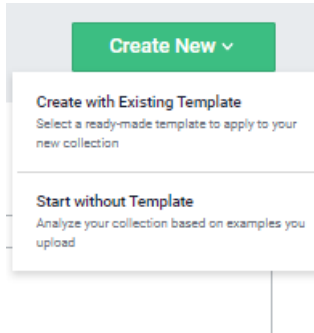 Create New
Create with Existing Template
Select a ready-made template to apply to your
new collection
Start without Template
Analyze your collection based on examples you
upload